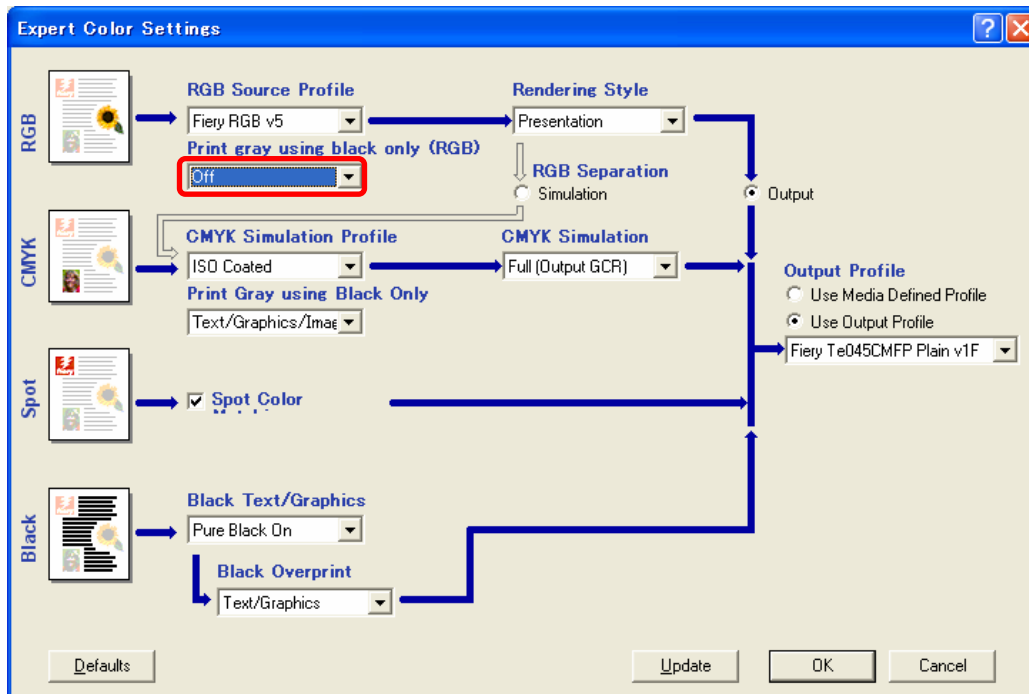 Expert Color Settings
RGB
RGB Source Profile
Fiery RGB v5
Rendering Style
Presentation
Print gray using black only (RGB)
Off
RGB Separation
Simulation
Output
CMYK
CMYK Simulation Profile
ISO Coated
CMYK Simulation
Full (Output GCR)
Print Gray using Black Only
Text/Graphics/Imag
Output Profile
Use Media Defined Profile
Use Output Profile
Fiery Te045CMFP Plain v1F
Spot
Spot Color
Black
Black Text/Graphics
Pure Black On
Black Overprint
Text/Graphics
Defaults
Update
OK
Cancel